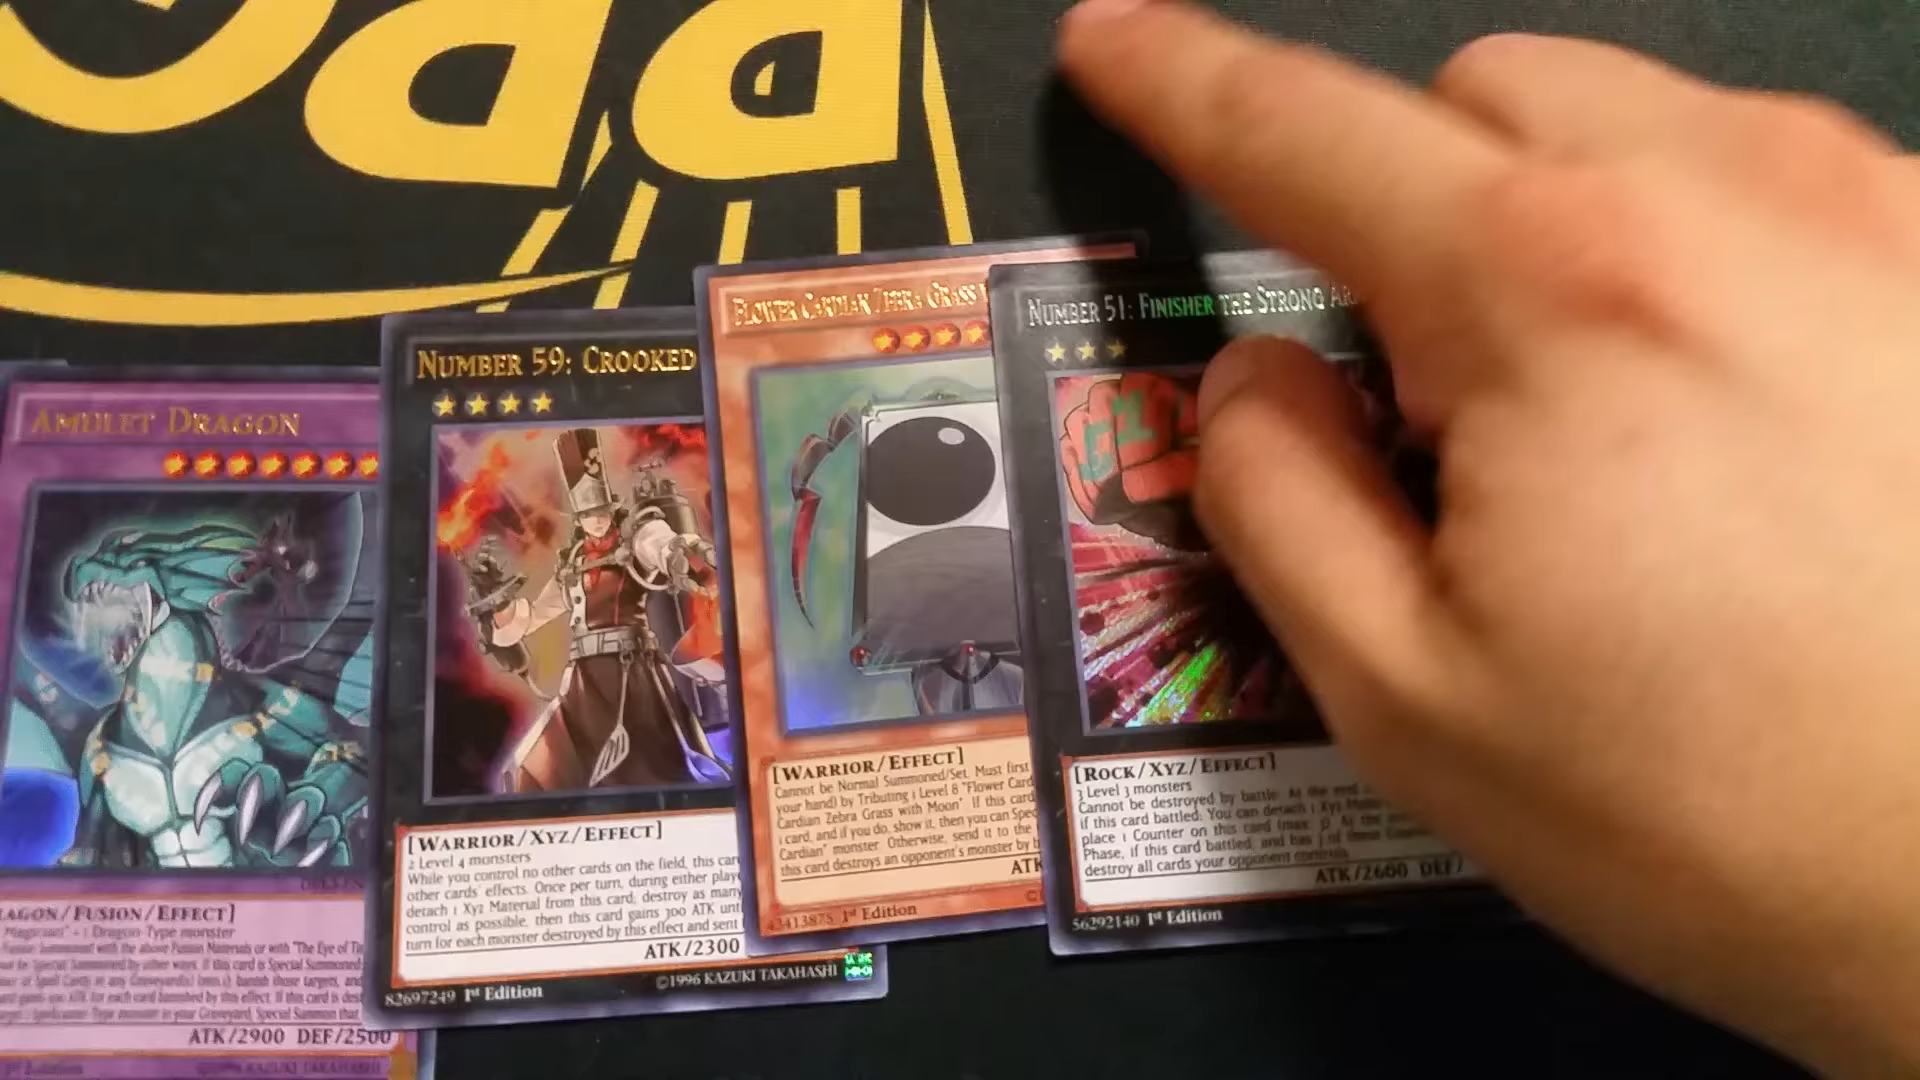 AMULET DRAGON
AGON/FUSION/EFFECT]
Magician" + 1 Dragon-Type monster
ATK/2900 DEF/2500
NUMBER 59: CROOKED
[WARRIOR/XYZ/EFFECT]
2 Level 4 monsters
While you control no other cards on the field, this car
other cards' effects. Once per turn, during either playe
detach 1 Xyz Material from this card; destroy as many
control as possible, then this card gains 300 ATK unt
turn for each monster destroyed by this effect and sent
ATK/2300
82697249 1st Edition
©1996 KAZUKI TAKAHASHI
FLOWER CARDIAN ZEBRA GRASS
[WARRIOR/EFFECT]
Cannot be Normal Summoned/Set. Must first
your hand) by Tributing 1 Level 8 "Flower Card
Cardian Zebra Grass with Moon". If this card
1 card, and if you do, show it, then you can Spec
Cardian" monster. Otherwise, send it to the
this card destroys an opponent's monster by b
ATK
43413875 1st Edition
NUMBER 51: FINISHER THE STRONG AR
[ROCK/XYZ/EFFECT]
3 Level 3 monsters
Cannot be destroyed by battle. At the end
if this card battled: You can detach 1 Xyz Mate
place 1 Counter on this card (max. 3). At the
Phase, if this card battled, and has 3 of these
destroy all cards your opponent controls.
ATK/2600 DEF/
56292140 1st Edition